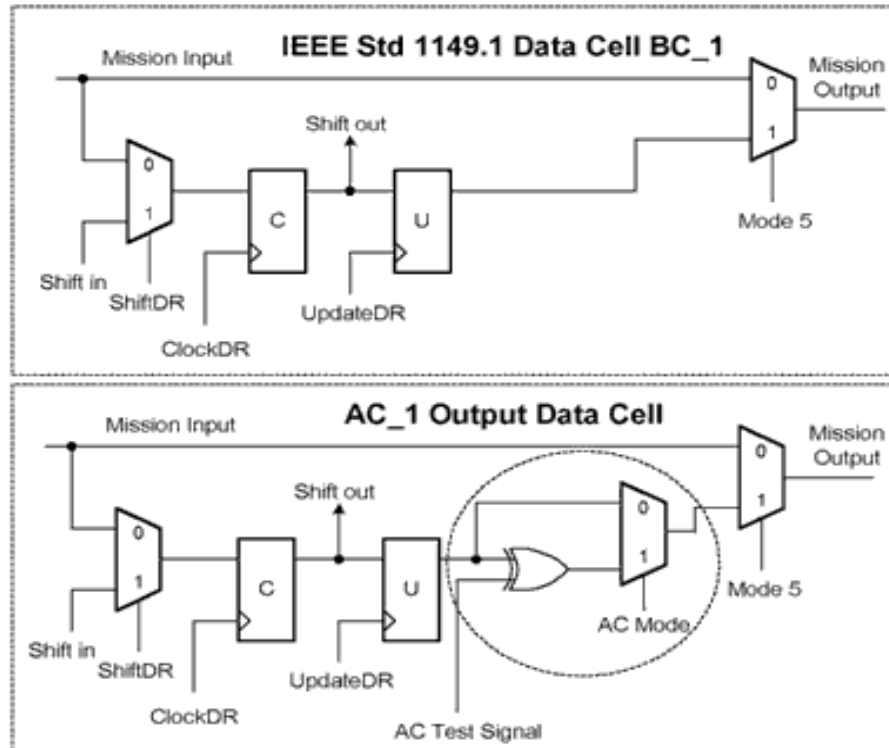 IEEE Std 1149.1 Data Cell BC_1
Mission Input
Mission
Output
0
1
Shift out
0
1
C
U
Mode 5
Shift in
ShiftDR
UpdateDR
ClockDR
AC_1 Output Data Cell
Mission Input
Mission
Output
0
1
Shift out
0
1
0
1
C
U
Mode 5
AC Mode
Shift in
ShiftDR
UpdateDR
ClockDR
AC Test Signal